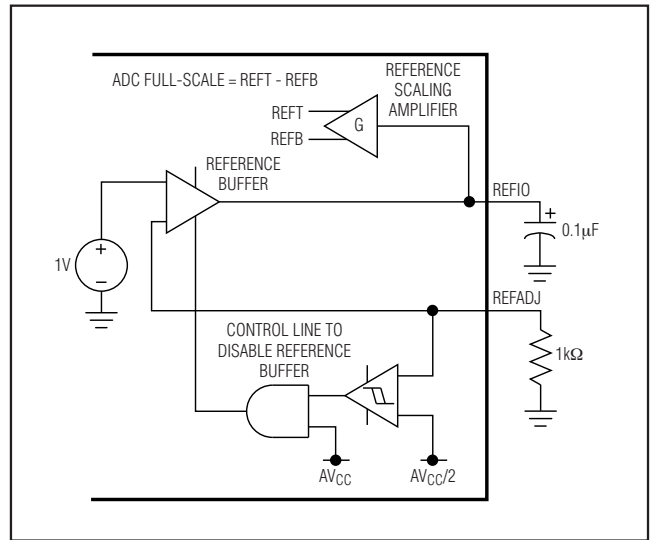 ADC FULL-SCALE = REFT - REFB
REFERENCE
SCALING
AMPLIFIER
REFT
REFB
G
REFERENCE
BUFFER
REFIO
+
0.1μF
1V
+
−
REFADJ
CONTROL LINE TO
DISABLE REFERENCE
BUFFER
1kΩ
AVCC
AVCC/2